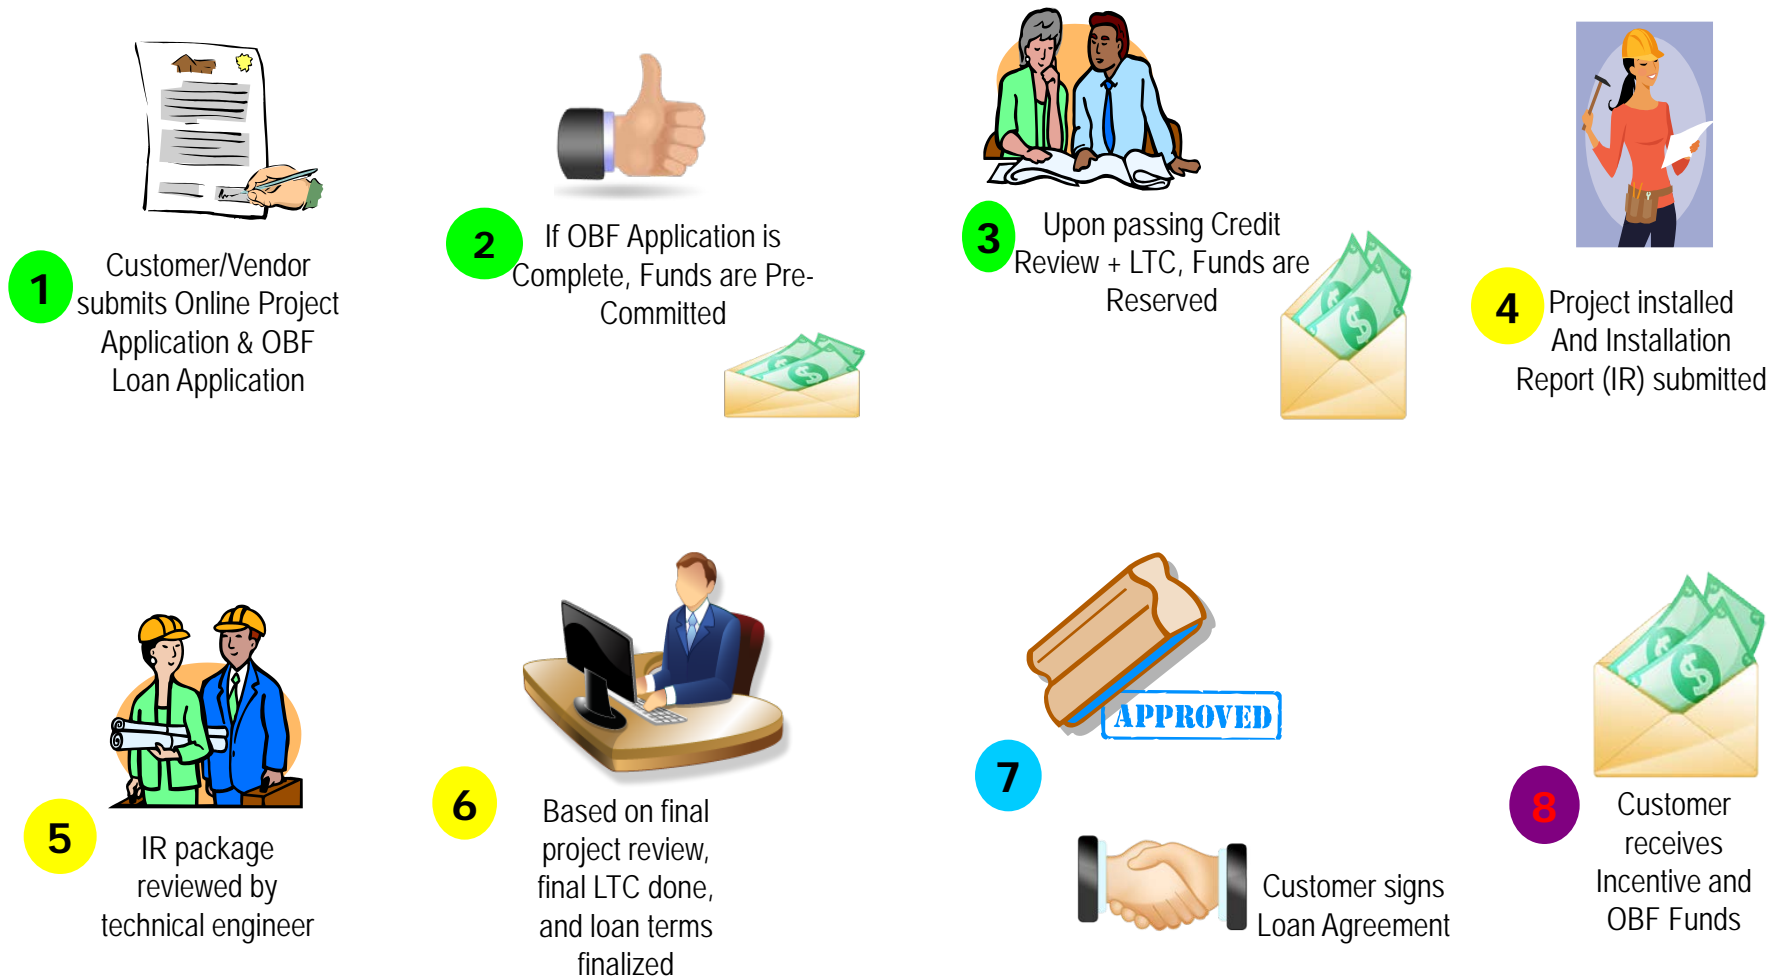 1
Customer/Vendor
submits Online Project
Application & OBF
Loan Application
2
If OBF Application is
Complete, Funds are Pre-
Committed
3
Upon passing Credit
Review + LTC, Funds are
Reserved
4
Project installed
And Installation
Report (IR) submitted
5
IR package
reviewed by
technical engineer
6
Based on final
project review,
final LTC done,
and loan terms
finalized
APPROVED
7
Customer signs
Loan Agreement
8
Customer
receives
Incentive and
OBF Funds